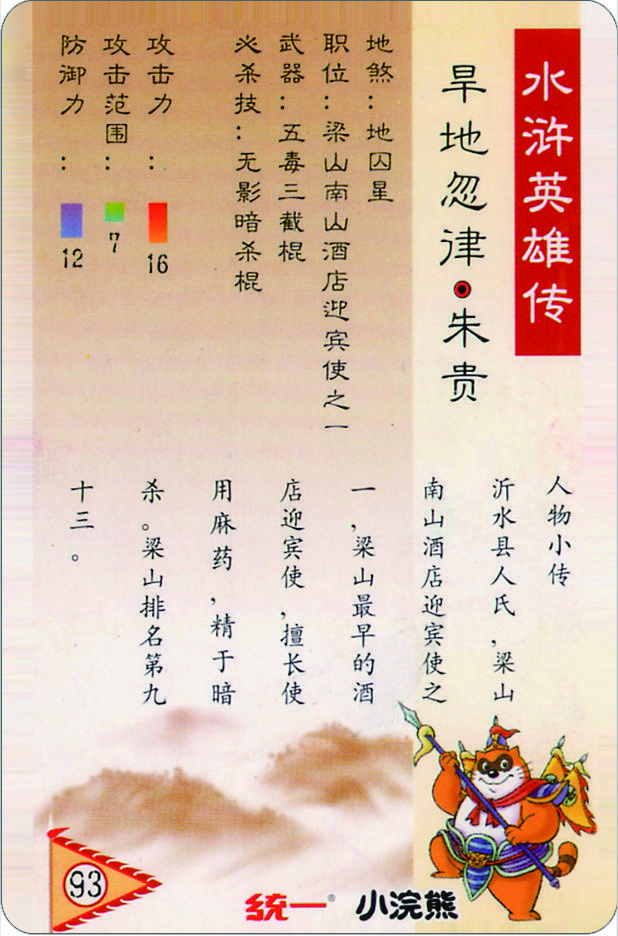 水浒英雄传
旱地忽律·朱贵
地煞：地囚星
职位：梁山南山酒店迎宾使之一
武器：五毒三截棍
必杀技：无影暗杀棍
攻击力：16
攻击范围：7
防御力：12
人物小传
沂水县人氏，梁山
南山酒店迎宾使之
一，梁山最早的酒
店迎宾使，擅长使
用麻药，精于暗
杀。梁山排名第九
十三。
93
统一® 小浣熊